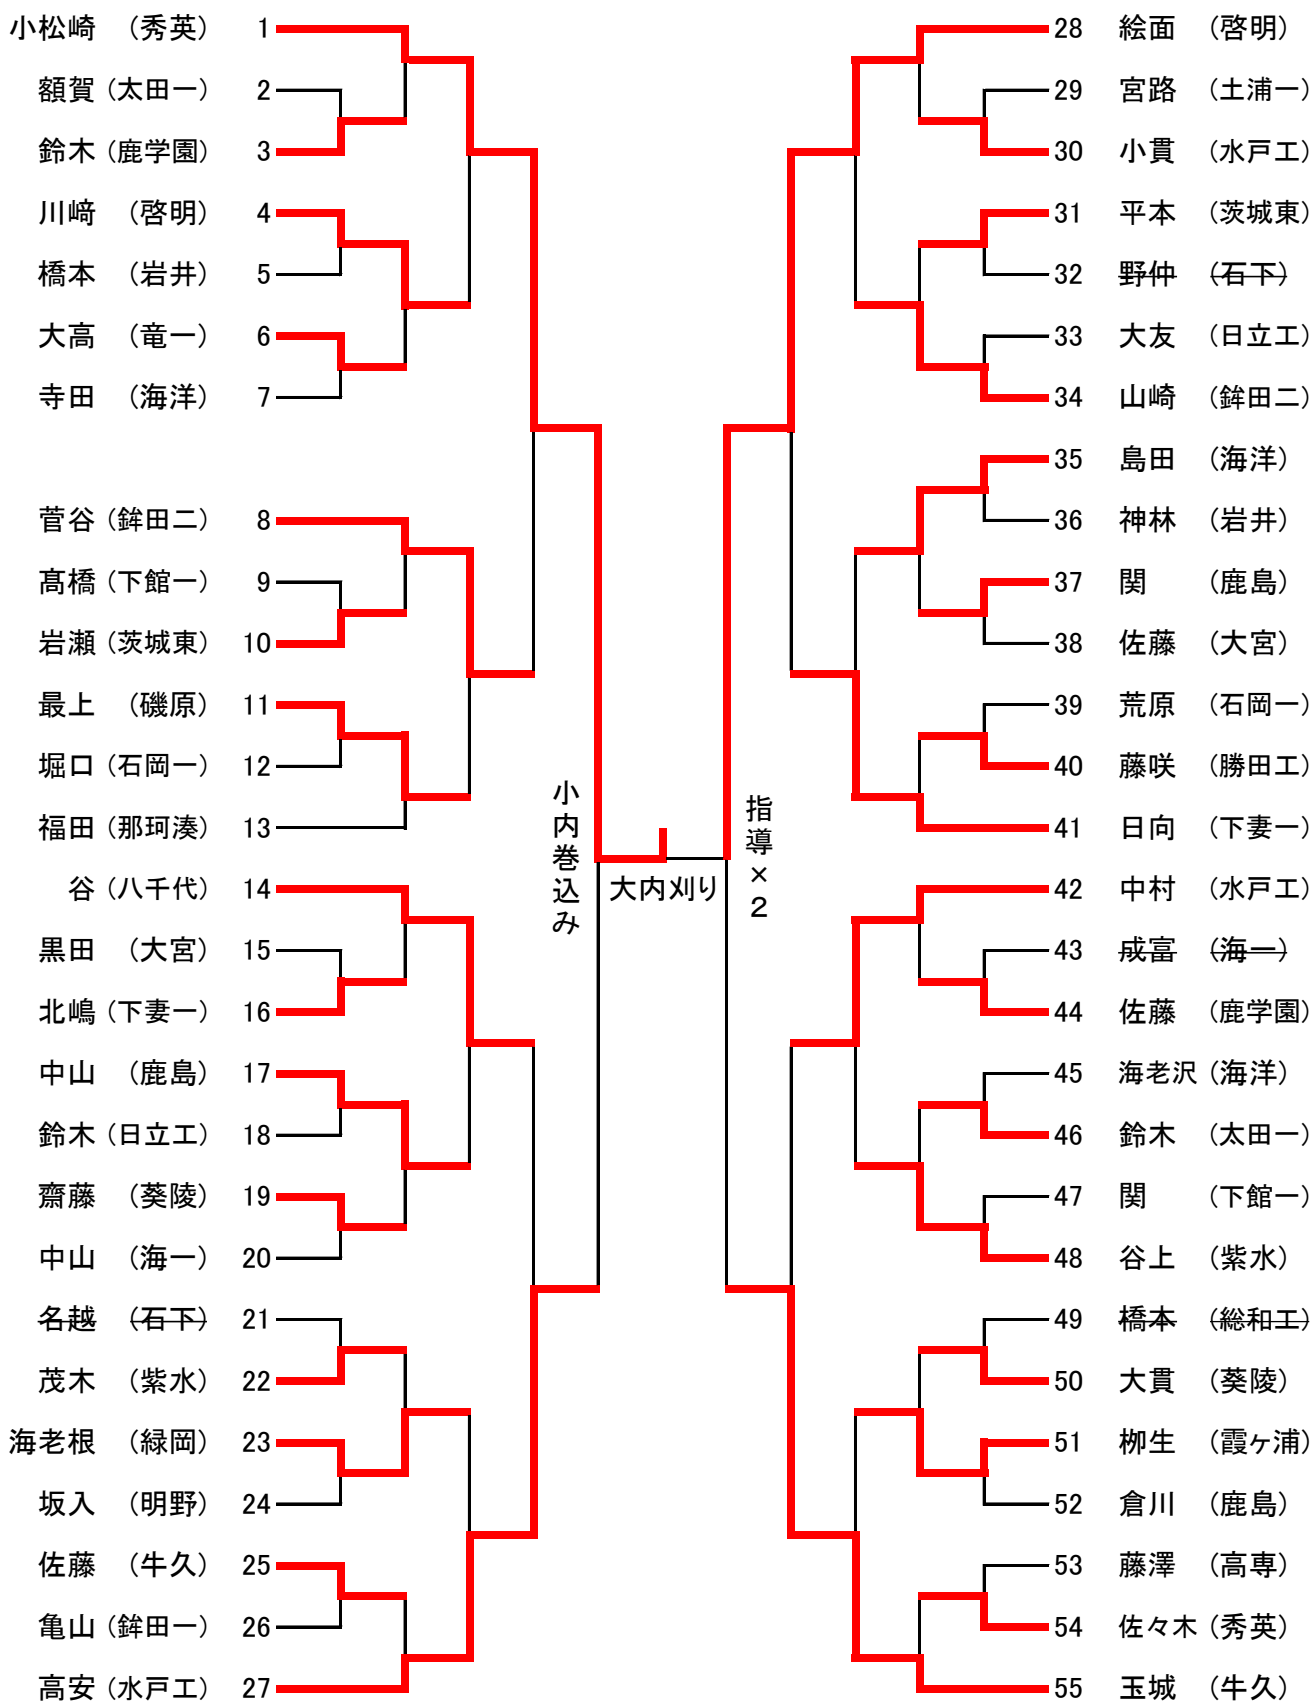 小松崎 （秀英） 1
額賀（太田一） 2
鈴木（鹿学園） 3
川﨑 （啓明） 4
橋本 （岩井） 5
大高 （竜一） 6
寺田 （海洋） 7
菅谷（鉾田二） 8
髙橋（下館一） 9
岩瀬（茨城東） 10
最上 （磯原） 11
堀口（石岡一） 12
福田（那珂湊） 13
谷（八千代） 14
黒田 （大宮） 15
北嶋（下妻一） 16
中山 （鹿島） 17
鈴木（日立工） 18
齋藤 （葵陵） 19
中山 （海一） 20
名越 （石下） 21
茂木 （紫水） 22
海老根 （緑岡） 23
坂入 （明野） 24
佐藤 （牛久） 25
亀山（鉾田一） 26
高安（水戸工） 27
小内巻込み
大内刈り
指導×2
28 絵面 （啓明）
29 宮路 （土浦一）
30 小貫 （水戸工）
31 平本 （茨城東）
32 野仲 （石下）
33 大友 （日立工）
34 山崎 （鉾田二）
35 島田 （海洋）
36 神林 （岩井）
37 関 （鹿島）
38 佐藤 （大宮）
39 荒原 （石岡一）
40 藤咲 （勝田工）
41 日向 （下妻一）
42 中村 （水戸工）
43 成富 （海一）
44 佐藤 （鹿学園）
45 海老沢（海洋）
46 鈴木 （太田一）
47 関 （下館一）
48 谷上 （紫水）
49 橋本 （総和工）
50 大貫 （葵陵）
51 栁生 （霞ヶ浦）
52 倉川 （鹿島）
53 藤澤 （高専）
54 佐々木（秀英）
55 玉城 （牛久）